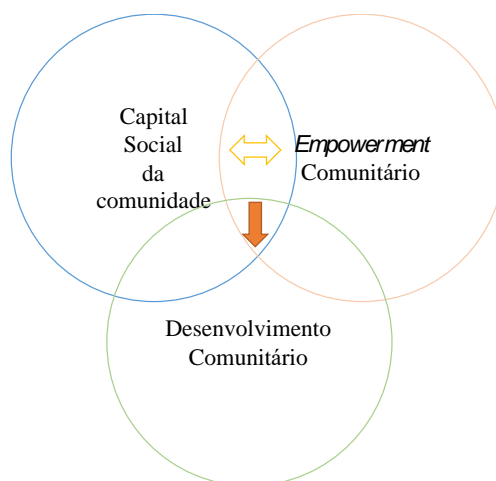 Capital
Social
da
comunidade
Empowerment
Comunitário
Desenvolvimento
Comunitário